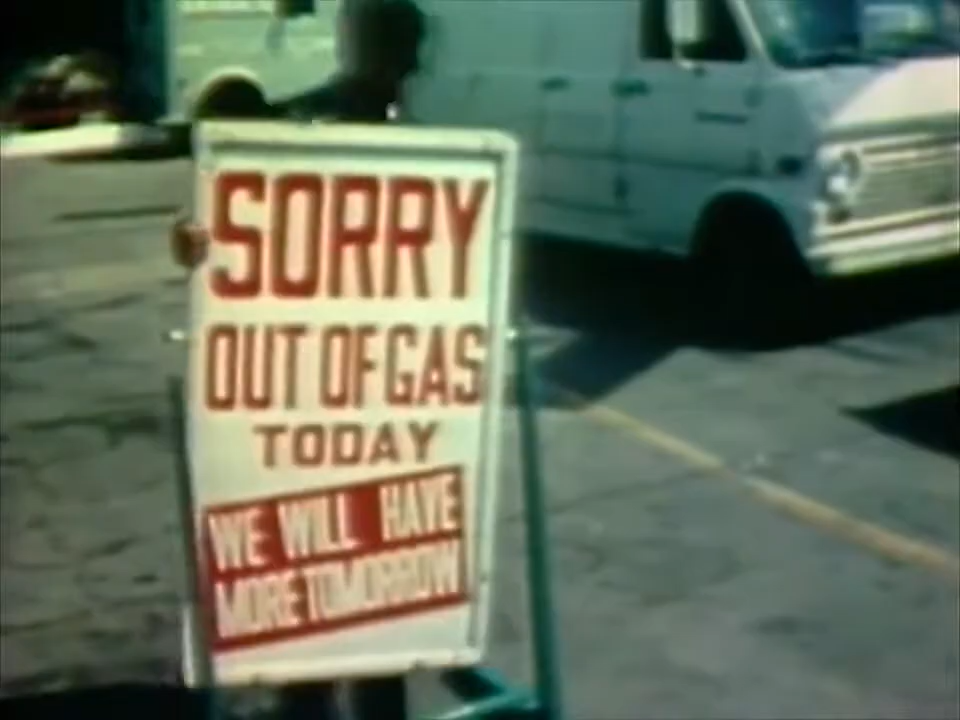 SORRY
OUT OF GAS
TODAY
WE WILL HAVE
MORE TOMORROW